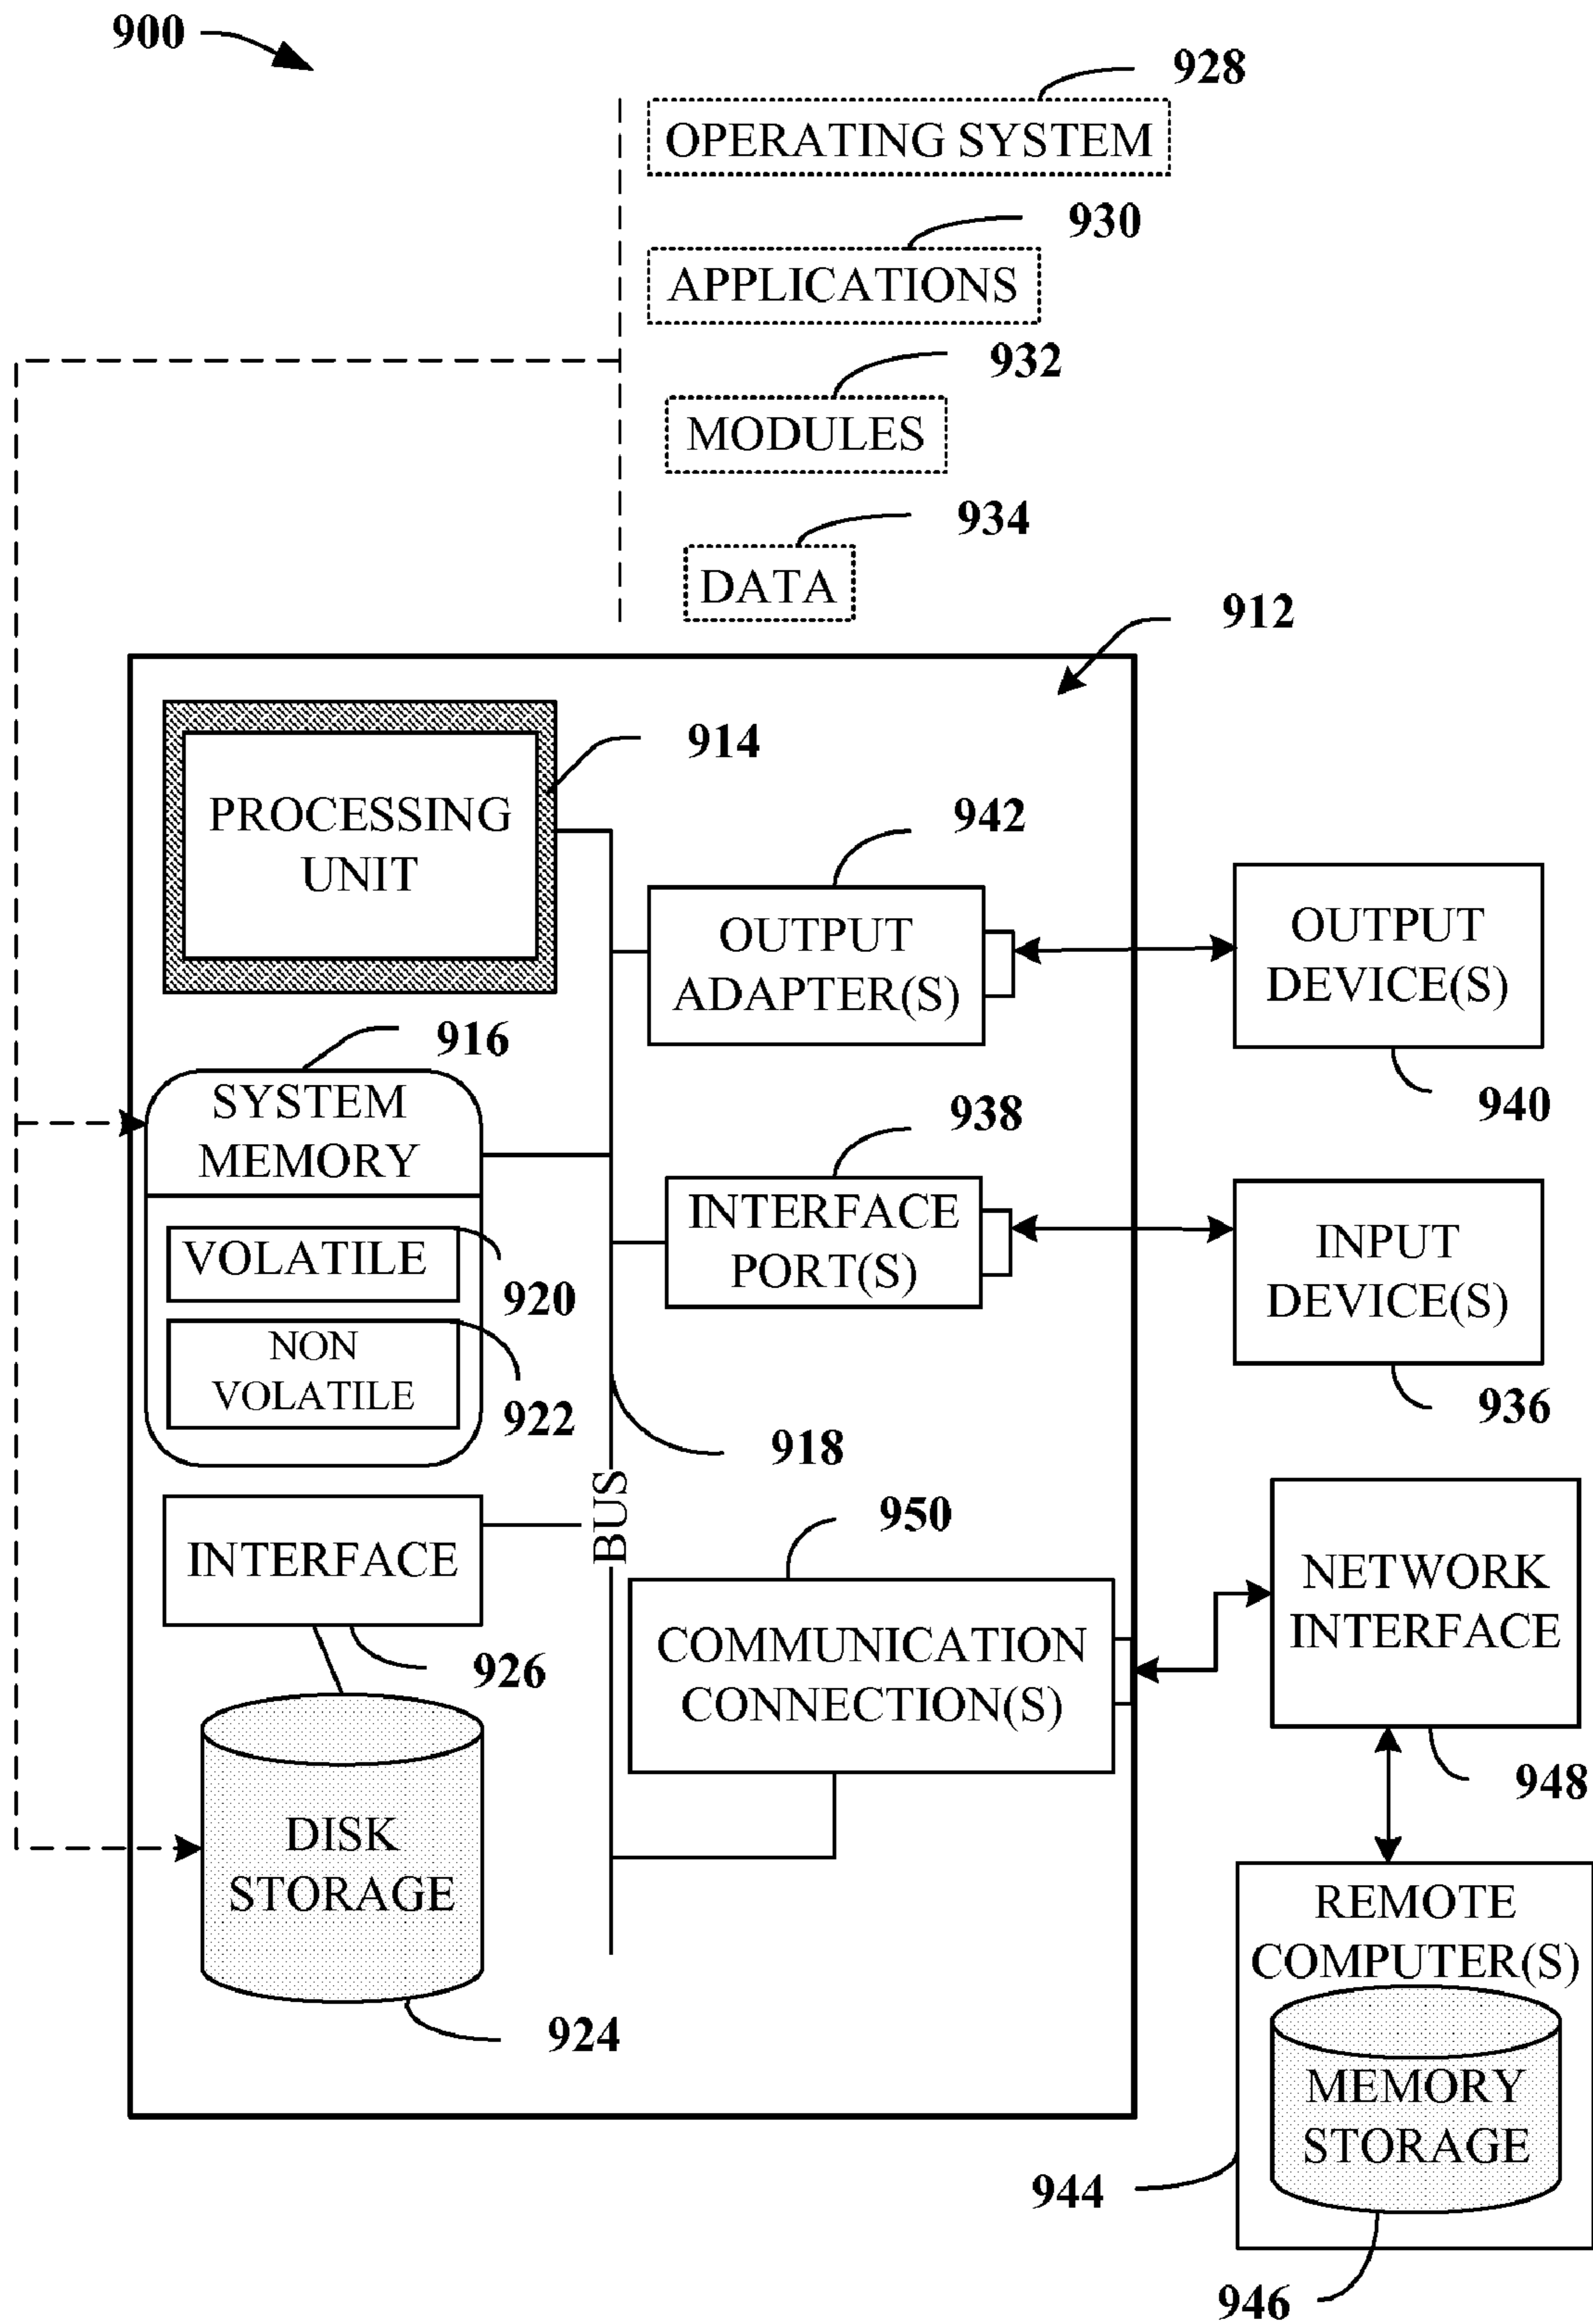 900
928
OPERATING SYSTEM
930
APPLICATIONS
932
MODULES
934
DATA
912
914
PROCESSING
UNIT
942
OUTPUT
ADAPTER(S)
OUTPUT
DEVICE(S)
940
916
SYSTEM
MEMORY
938
INTERFACE
PORT(S)
INPUT
DEVICE(S)
936
VOLATILE
920
NON
VOLATILE
922
918
BUS
950
INTERFACE
926
COMMUNICATION
CONNECTION(S)
NETWORK
INTERFACE
948
DISK
STORAGE
924
REMOTE
COMPUTER(S)
MEMORY
STORAGE
944
946